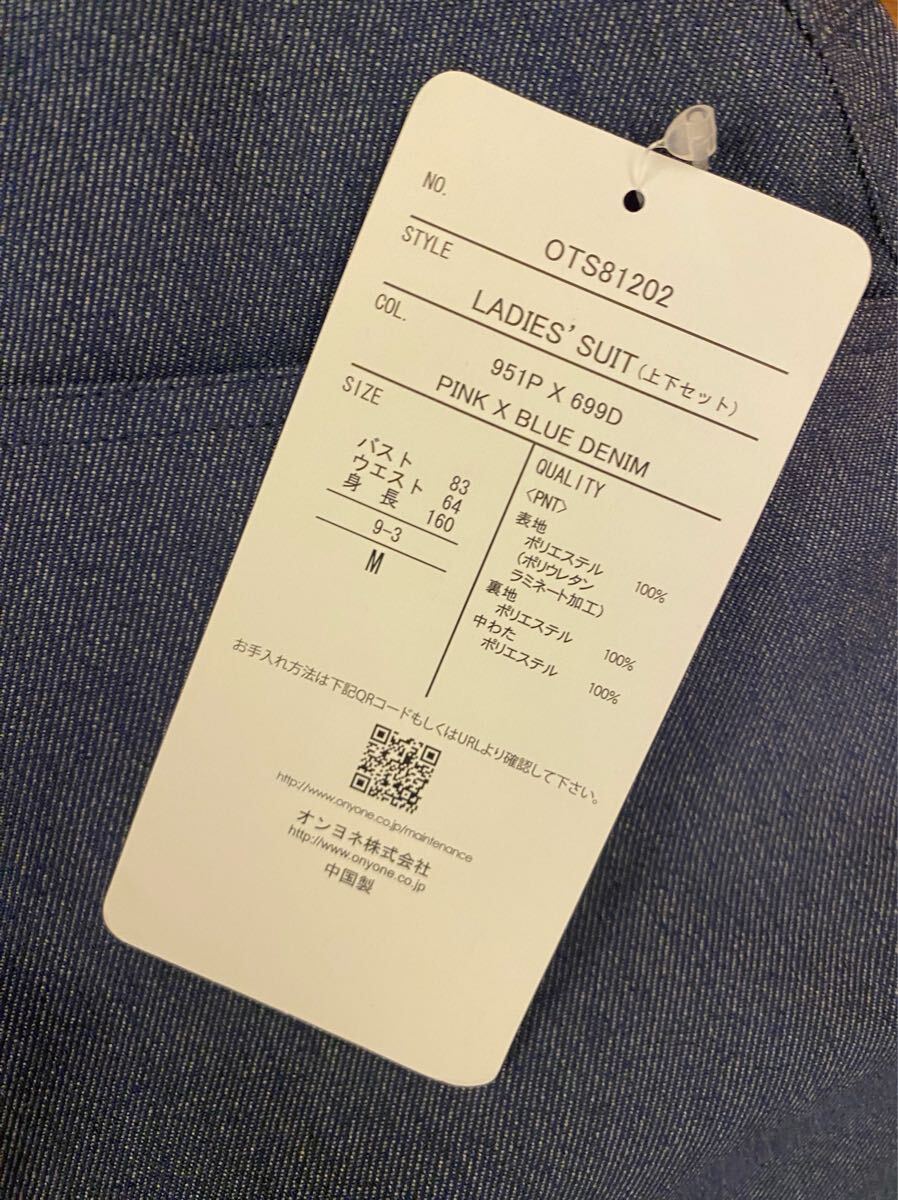 NO.
OTS81202
STYLE
LADIES' SUIT(上下セット)
COL.
951P X 699D
PINK X BLUE DENIM
SIZE
バスト 83
ウエスト 64
身 長 160
9-3
M
QUALITY
<PNT>
表地
ポリエステル 100%
(ポリウレタン
ラミネート加工)
裏地
ポリエステル 100%
中わた
ポリエステル 100%
お手入れ方法は下記QRコードもしくはURLより確認して下さい。
http://www.onyone.co.jp/maintenance
オンヨネ株式会社
http://www.onyone.co.jp
中国製